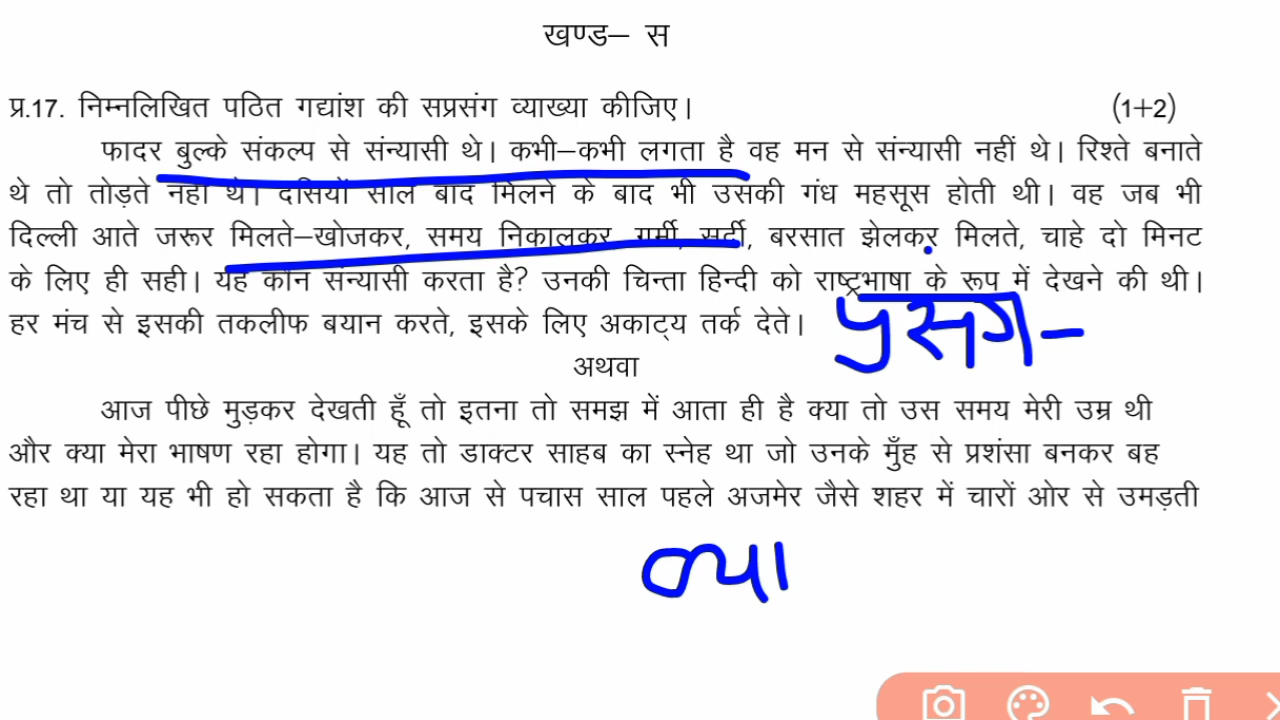 खण्ड– स
प्र.17. निम्नलिखित पठित गद्यांश की सप्रसंग व्याख्या कीजिए। (1+2)
फादर बुल्के संकल्प से संन्यासी थे। कभी–कभी लगता है वह मन से संन्यासी नहीं थे। रिश्ते बनाते
थे तो तोड़ते नहीं थे। दसियों साल बाद मिलने के बाद भी उसकी गंध महसूस होती थी। वह जब भी
दिल्ली आते जरूर मिलते–खोजकर, समय निकालकर, गर्मी, सर्दी, बरसात झेलकर मिलते, चाहे दो मिनट
के लिए ही सही। यह कौन संन्यासी करता है? उनकी चिन्ता हिन्दी को राष्ट्रभाषा के रूप में देखने की थी।
हर मंच से इसकी तकलीफ बयान करते, इसके लिए अकाट्य तर्क देते।
प्रसंग–
अथवा
आज पीछे मुड़कर देखती हूँ तो इतना तो समझ में आता ही है क्या तो उस समय मेरी उम्र थी
और क्या मेरा भाषण रहा होगा। यह तो डाक्टर साहब का स्नेह था जो उनके मुँह से प्रशंसा बनकर बह
रहा था या यह भी हो सकता है कि आज से पचास साल पहले अजमेर जैसे शहर में चारों ओर से उमड़ती
व्या